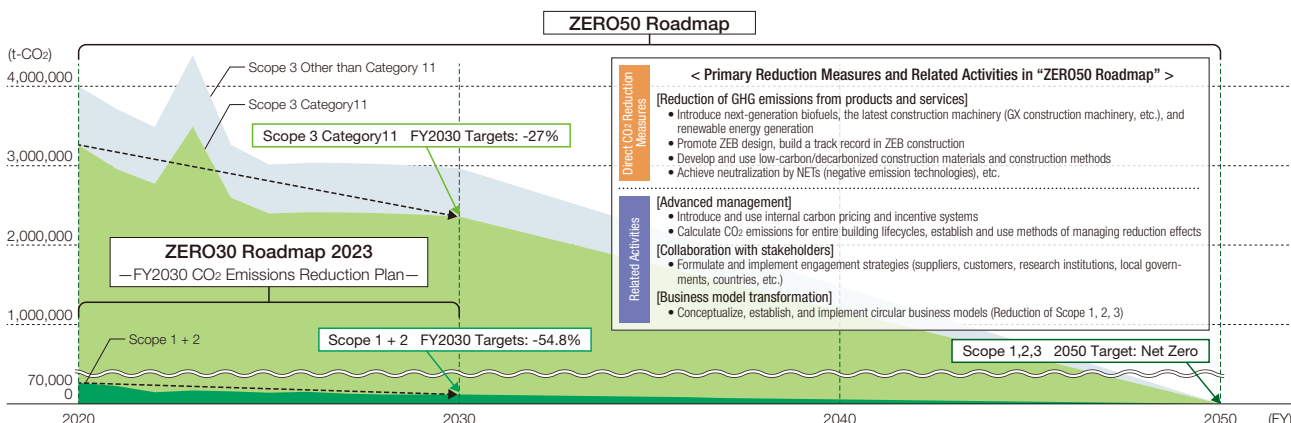 ZERO50 Roadmap
(t-CO2)
4,000,000
3,000,000
2,000,000
1,000,000
70,000
0
Scope 3 Other than Category 11
Scope 3 Category11
Scope 3 Category11 FY2030 Targets: -27%
ZERO30 Roadmap 2023
—FY2030 CO2 Emissions Reduction Plan—
Scope 1 + 2
Scope 1 + 2 FY2030 Targets: -54.8%
< Primary Reduction Measures and Related Activities in “ZERO50 Roadmap” >
Direct CO2 Reduction
Measures
[Reduction of GHG emissions from products and services]
• Introduce next-generation biofuels, the latest construction machinery (GX construction machinery, etc.), and
renewable energy generation
• Promote ZEB design, build a track record in ZEB construction
• Develop and use low-carbon/decarbonized construction materials and construction methods
• Achieve neutralization by NETs (negative emission technologies), etc.
Related Activities
[Advanced management]
• Introduce and use internal carbon pricing and incentive systems
• Calculate CO2 emissions for entire building lifecycles, establish and use methods of managing reduction effects
[Collaboration with stakeholders]
• Formulate and implement engagement strategies (suppliers, customers, research institutions, local govern-
ments, countries, etc.)
[Business model transformation]
• Conceptualize, establish, and implement circular business models (Reduction of Scope 1, 2, 3)
Scope 1,2,3 2050 Target: Net Zero
2020
2030
2040
2050
(FY)